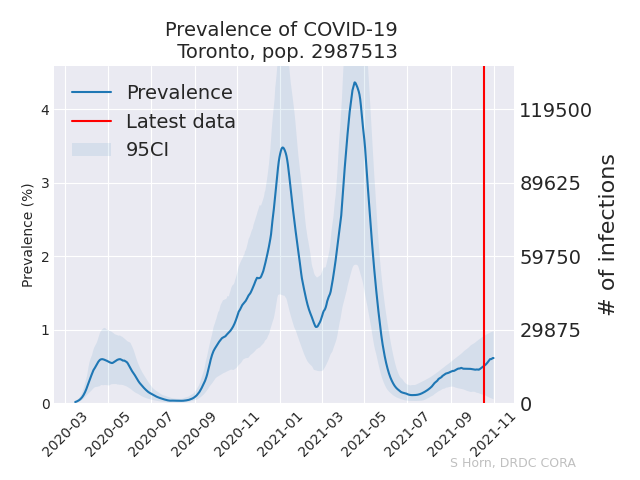 Prevalence of COVID-19
Toronto, pop. 2987513
Prevalence
Latest data
95CI
Prevalence (%)
4
3
2
1
0
119500
89625
59750
29875
0
# of infections
2020-03
2020-05
2020-07
2020-09
2020-11
2021-01
2021-03
2021-05
2021-07
2021-09
2021-11
S Horn, DRDC CORA